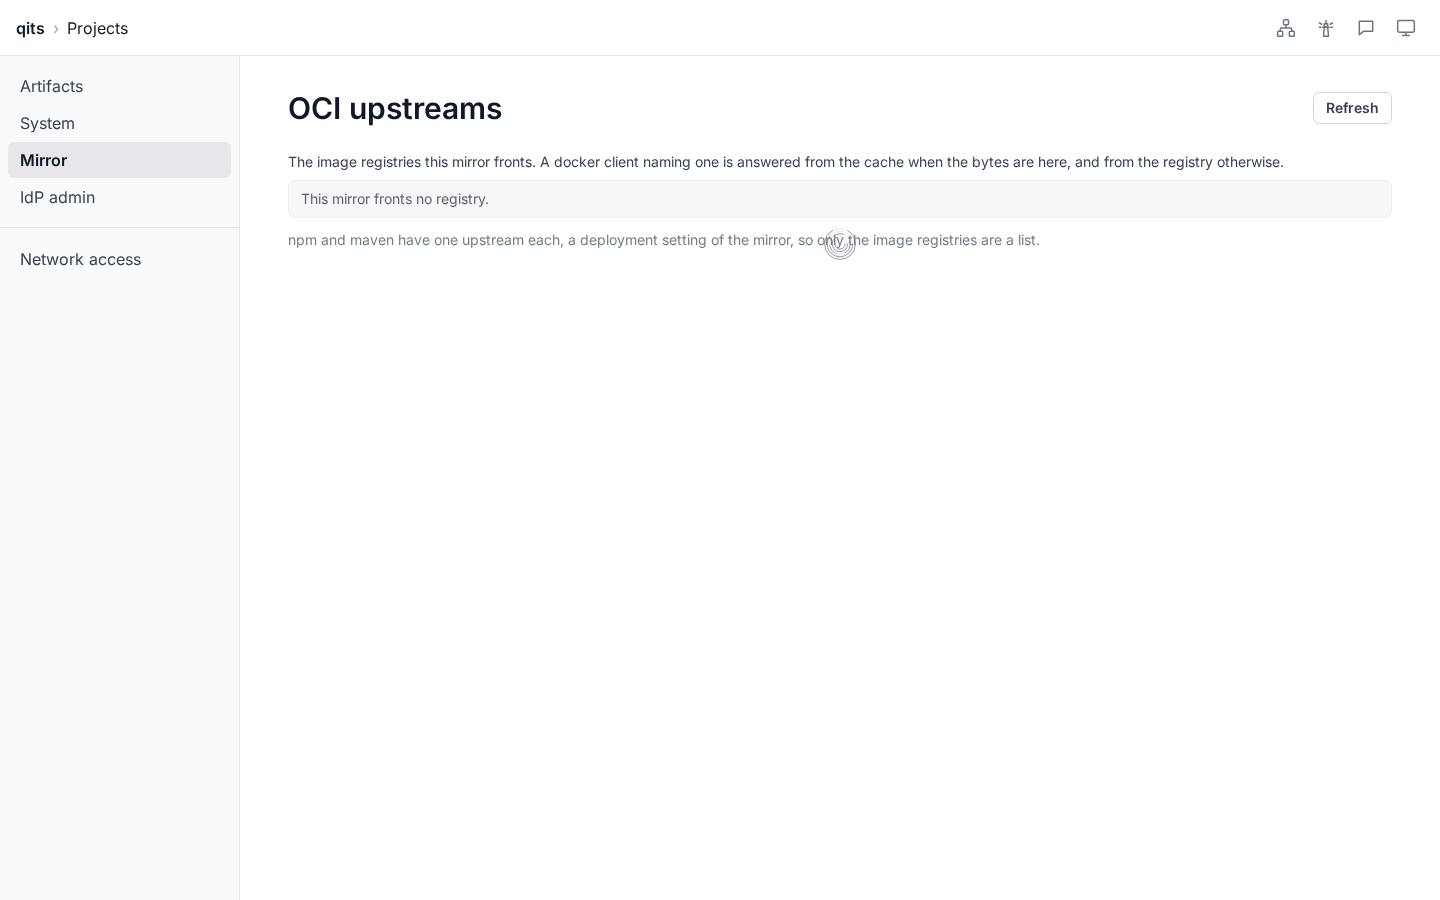 qits › Projects
Artifacts
System
Mirror
IdP admin
Network access
OCI upstreams
Refresh
The image registries this mirror fronts. A docker client naming one is answered from the cache when the bytes are here, and from the registry otherwise.
This mirror fronts no registry.
npm and maven have one upstream each, a deployment setting of the mirror, so only the image registries are a list.